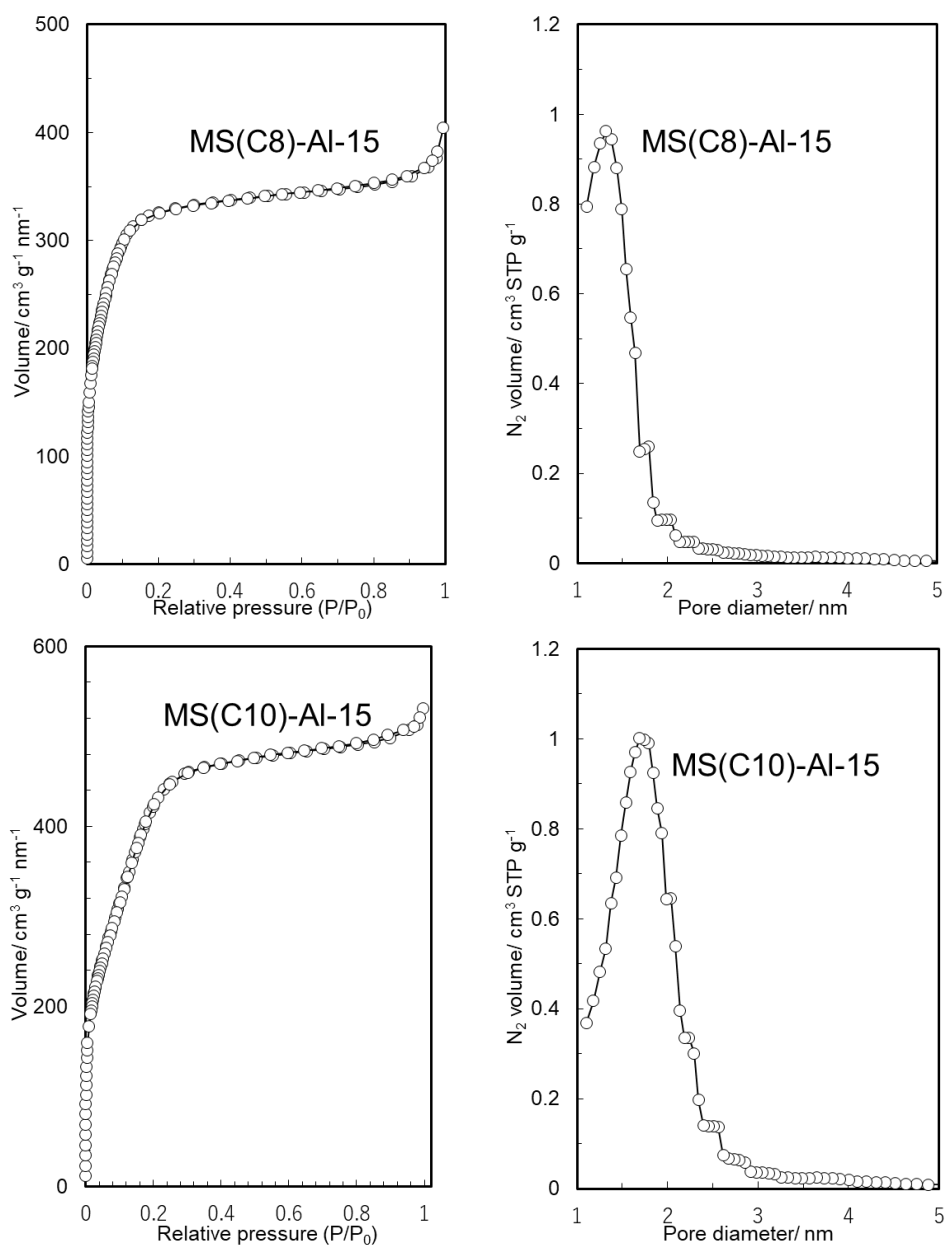 500
400
300
200
100
0
Volume/ cm³ g⁻¹ nm⁻¹
MS(C8)-Al-15
0 0.2 0.4 0.6 0.8 1
Relative pressure (P/P₀)
1.2
1
0.8
0.6
0.4
0.2
0
N₂ volume/ cm³ STP g⁻¹
MS(C8)-Al-15
1 2 3 4 5
Pore diameter/ nm
600
400
200
0
Volume/ cm³ g⁻¹ nm⁻¹
MS(C10)-Al-15
0 0.2 0.4 0.6 0.8 1
Relative pressure (P/P₀)
1.2
1
0.8
0.6
0.4
0.2
0
N₂ volume/ cm³ STP g⁻¹
MS(C10)-Al-15
1 2 3 4 5
Pore diameter/ nm